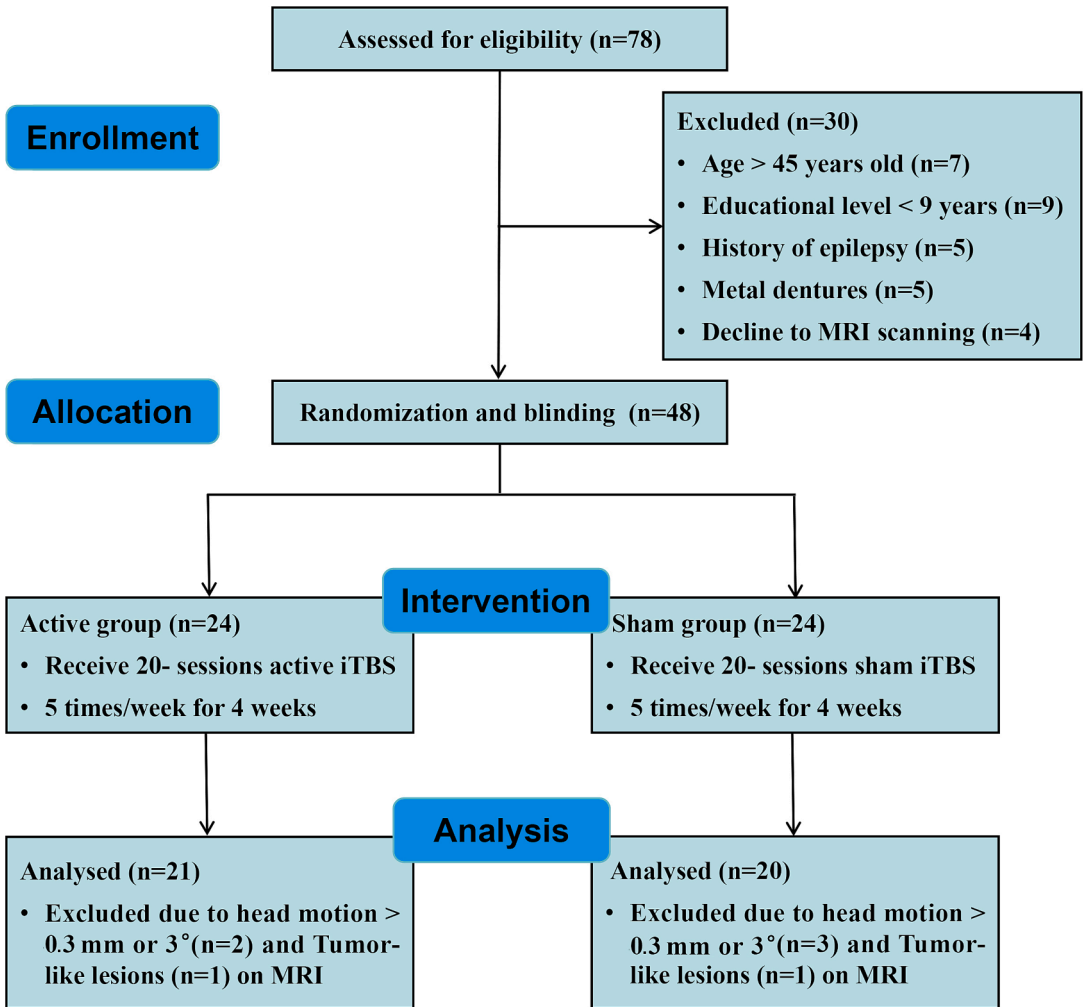 Assessed for eligibility (n=78)
Enrollment
Excluded (n=30)
• Age > 45 years old (n=7)
• Educational level < 9 years (n=9)
• History of epilepsy (n=5)
• Metal dentures (n=5)
• Decline to MRI scanning (n=4)
Allocation
Randomization and blinding (n=48)
Intervention
Active group (n=24)
• Receive 20- sessions active iTBS
• 5 times/week for 4 weeks
Sham group (n=24)
• Receive 20- sessions sham iTBS
• 5 times/week for 4 weeks
Analysis
Analysed (n=21)
• Excluded due to head motion >
0.3 mm or 3°(n=2) and Tumor-
like lesions (n=1) on MRI
Analysed (n=20)
• Excluded due to head motion >
0.3 mm or 3°(n=3) and Tumor-
like lesions (n=1) on MRI